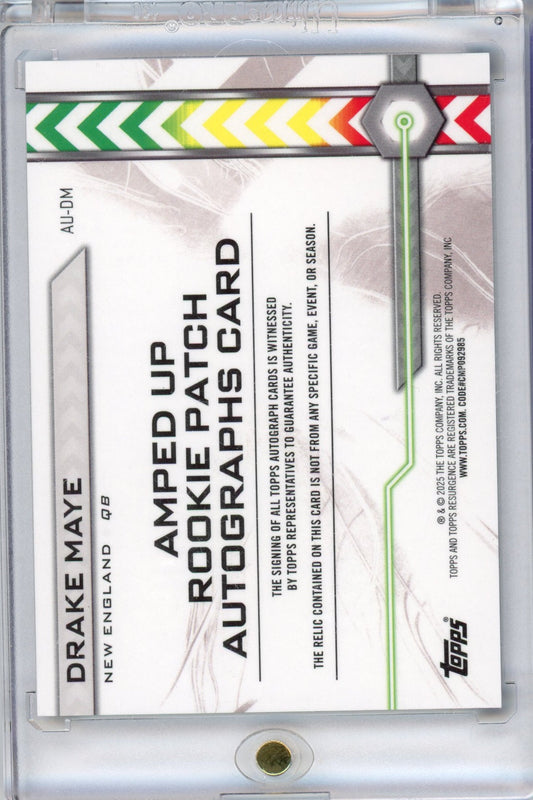 AU-DM
DRAKE MAYE
NEW ENGLAND QB
AMPED UP
ROOKIE PATCH
AUTOGRAPHS CARD
THE SIGNING OF ALL TOPPS AUTOGRAPH CARDS IS WITNESSED
BY TOPPS REPRESENTATIVES TO GUARANTEE AUTHENTICITY.
THE RELIC CONTAINED ON THIS CARD IS NOT FROM ANY SPECIFIC GAME, EVENT, OR SEASON.
® & © 2025 THE TOPPS COMPANY, INC. ALL RIGHTS RESERVED.
TOPPS AND TOPPS RESURGENCE ARE REGISTERED TRADEMARKS OF THE TOPPS COMPANY, INC
WWW.TOPPS.COM. CODE#CNP092985
TOPPS®